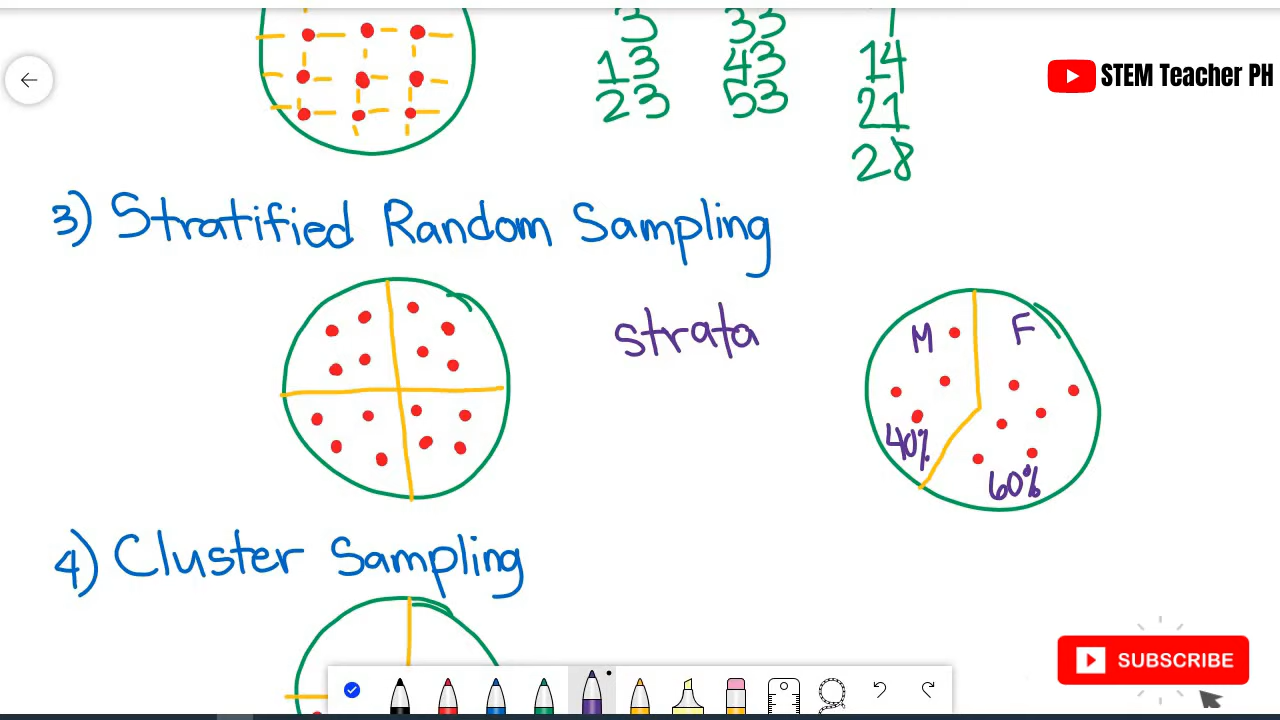 3 33
13 43 14
23 53 21
28
STEM Teacher PH
3) Stratified Random Sampling
strata
M F
40%
60%
4) Cluster Sampling
SUBSCRIBE